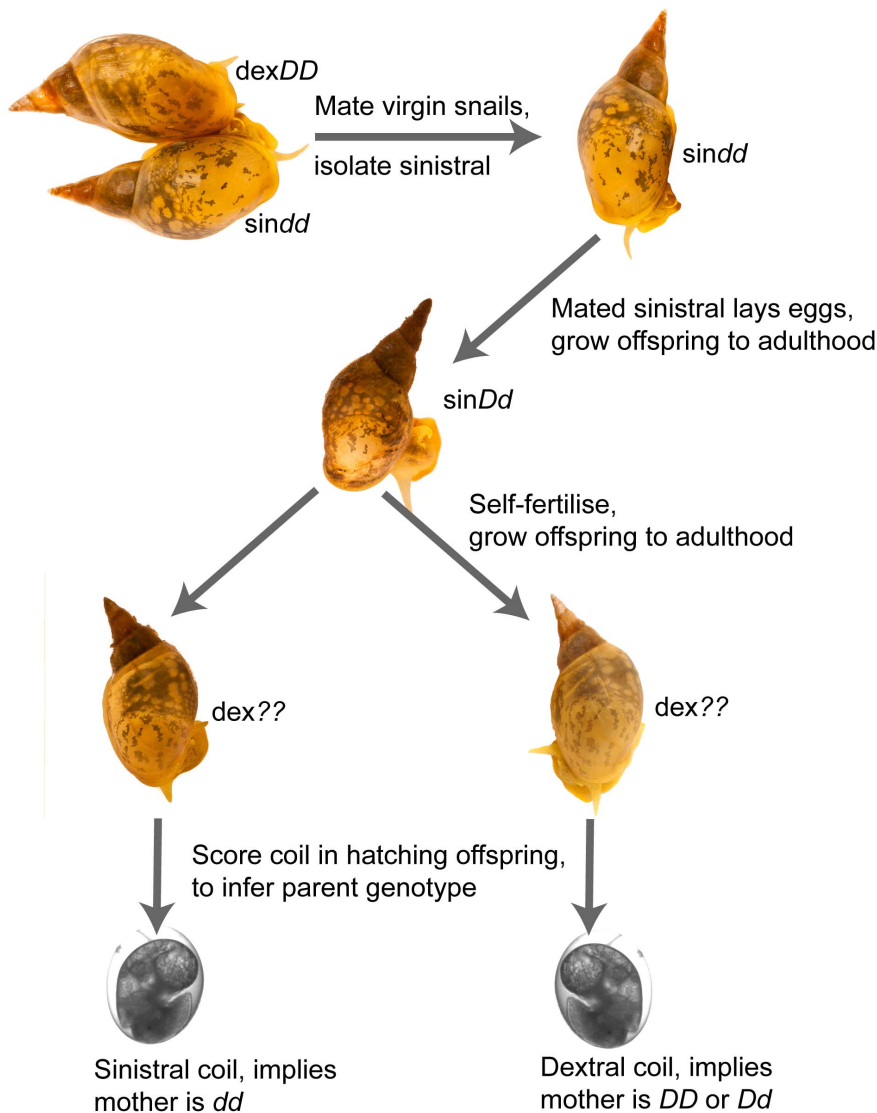 dexDD
Mate virgin snails,
isolate sinistral
sindd
sindd
Mated sinistral lays eggs,
grow offspring to adulthood
sinDd
Self-fertilise,
grow offspring to adulthood
dex??
dex??
Score coil in hatching offspring,
to infer parent genotype
Sinistral coil, implies
mother is dd
Dextral coil, implies
mother is DD or Dd